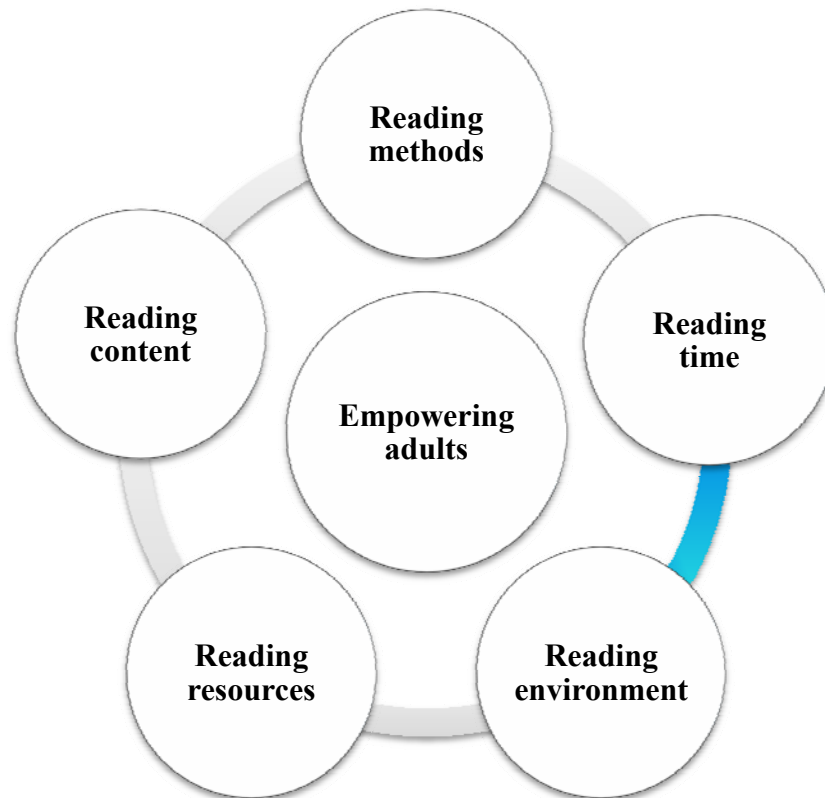 Reading
methods
Reading
content
Reading
time
Empowering
adults
Reading
resources
Reading
environment